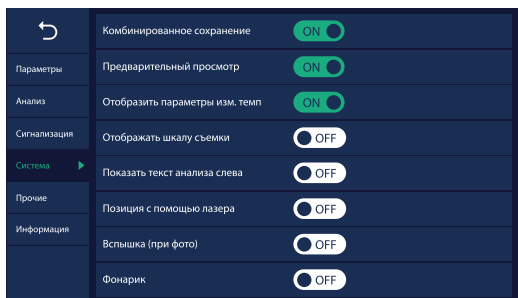 Комбинированное сохранение ON
Параметры
Предварительный просмотр ON
Анализ
Отобразить параметры изм. темп ON
Сигнализация
Отображать шкалу съемки OFF
Система
Показать текст анализа слева OFF
Прочие
Позиция с помощью лазера OFF
Информация
Вспышка (при фото) OFF
Фонарик OFF